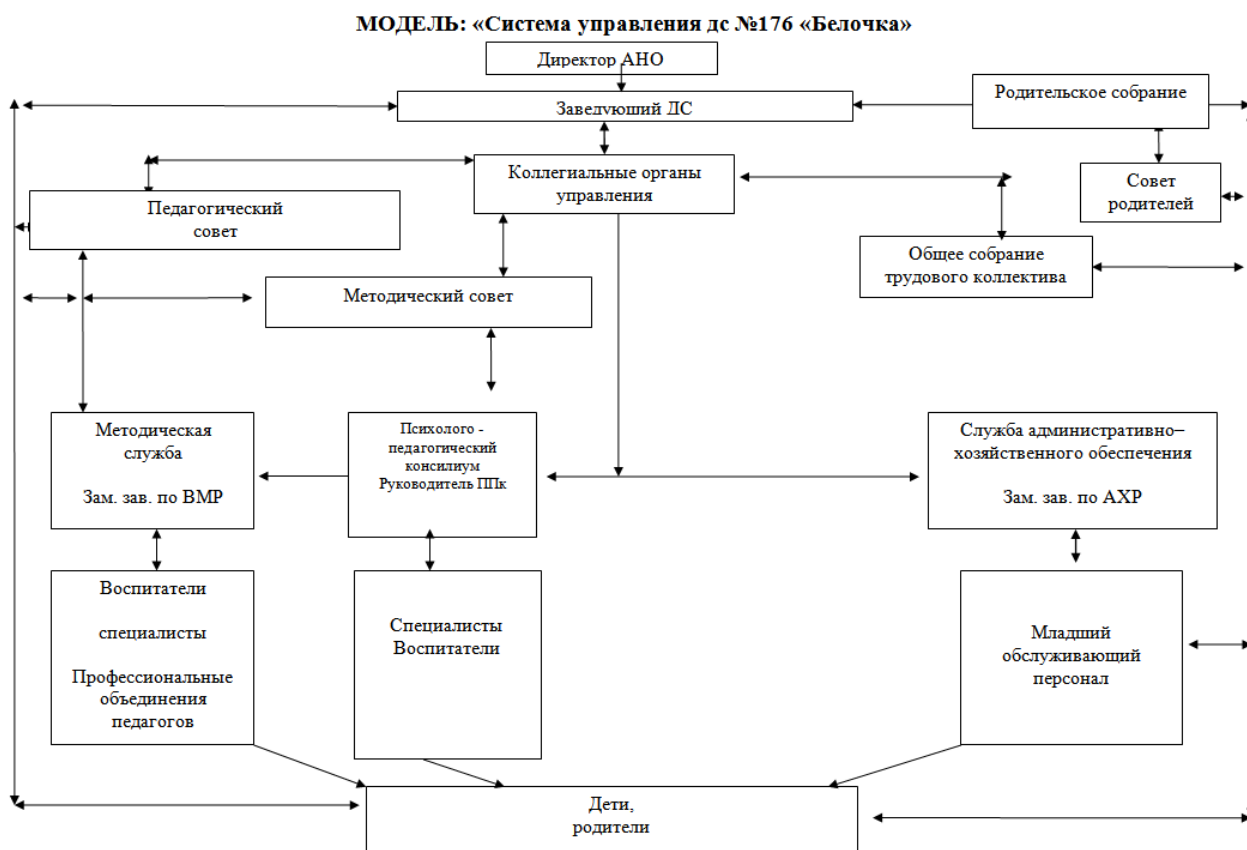 МОДЕЛЬ: «Система управления дс №176 «Белочка»
Директор АНО
Заведующий ДС
Родительское собрание
Коллегиальные органы
управления
Совет
родителей
Педагогический
совет
Общее собрание
трудового коллектива
Методический совет
Методическая
служба
Зам. зав. по ВМР
Психолого -
педагогический
консилиум
Руководитель ППк
Служба административно–
хозяйственного обеспечения
Зам. зав. по АХР
Воспитатели
специалисты
Профессиональные
объединения
педагогов
Специалисты
Воспитатели
Младший
обслуживающий
персонал
Дети,
родители